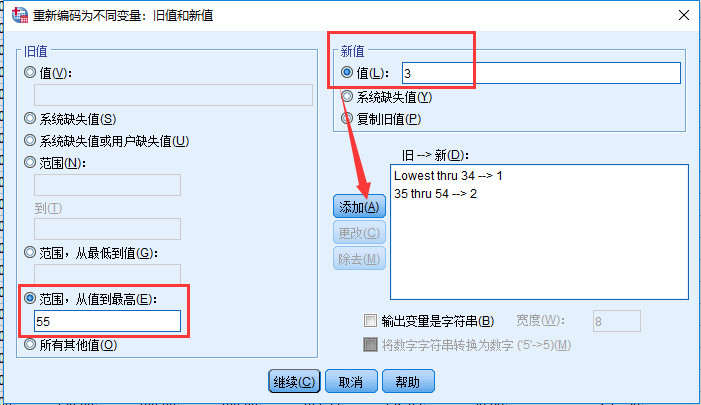 重新编码为不同变量：旧值和新值
旧值
值(V)：
系统缺失值(S)
系统缺失值或用户缺失值(U)
范围(N)：
到(T)
范围，从最低到值(G)：
范围，从值到最高(E)：
55
所有其他值(O)
新值
值(L)：
3
系统缺失值(Y)
复制旧值(P)
旧 --> 新(D)：
添加(A)
更改(C)
除去(M)
Lowest thru 34 --> 1
35 thru 54 --> 2
输出变量是字符串(B)
宽度(W)：
8
将数字字符串转换为数字 ('5'->5)(M)
继续(C)
取消
帮助